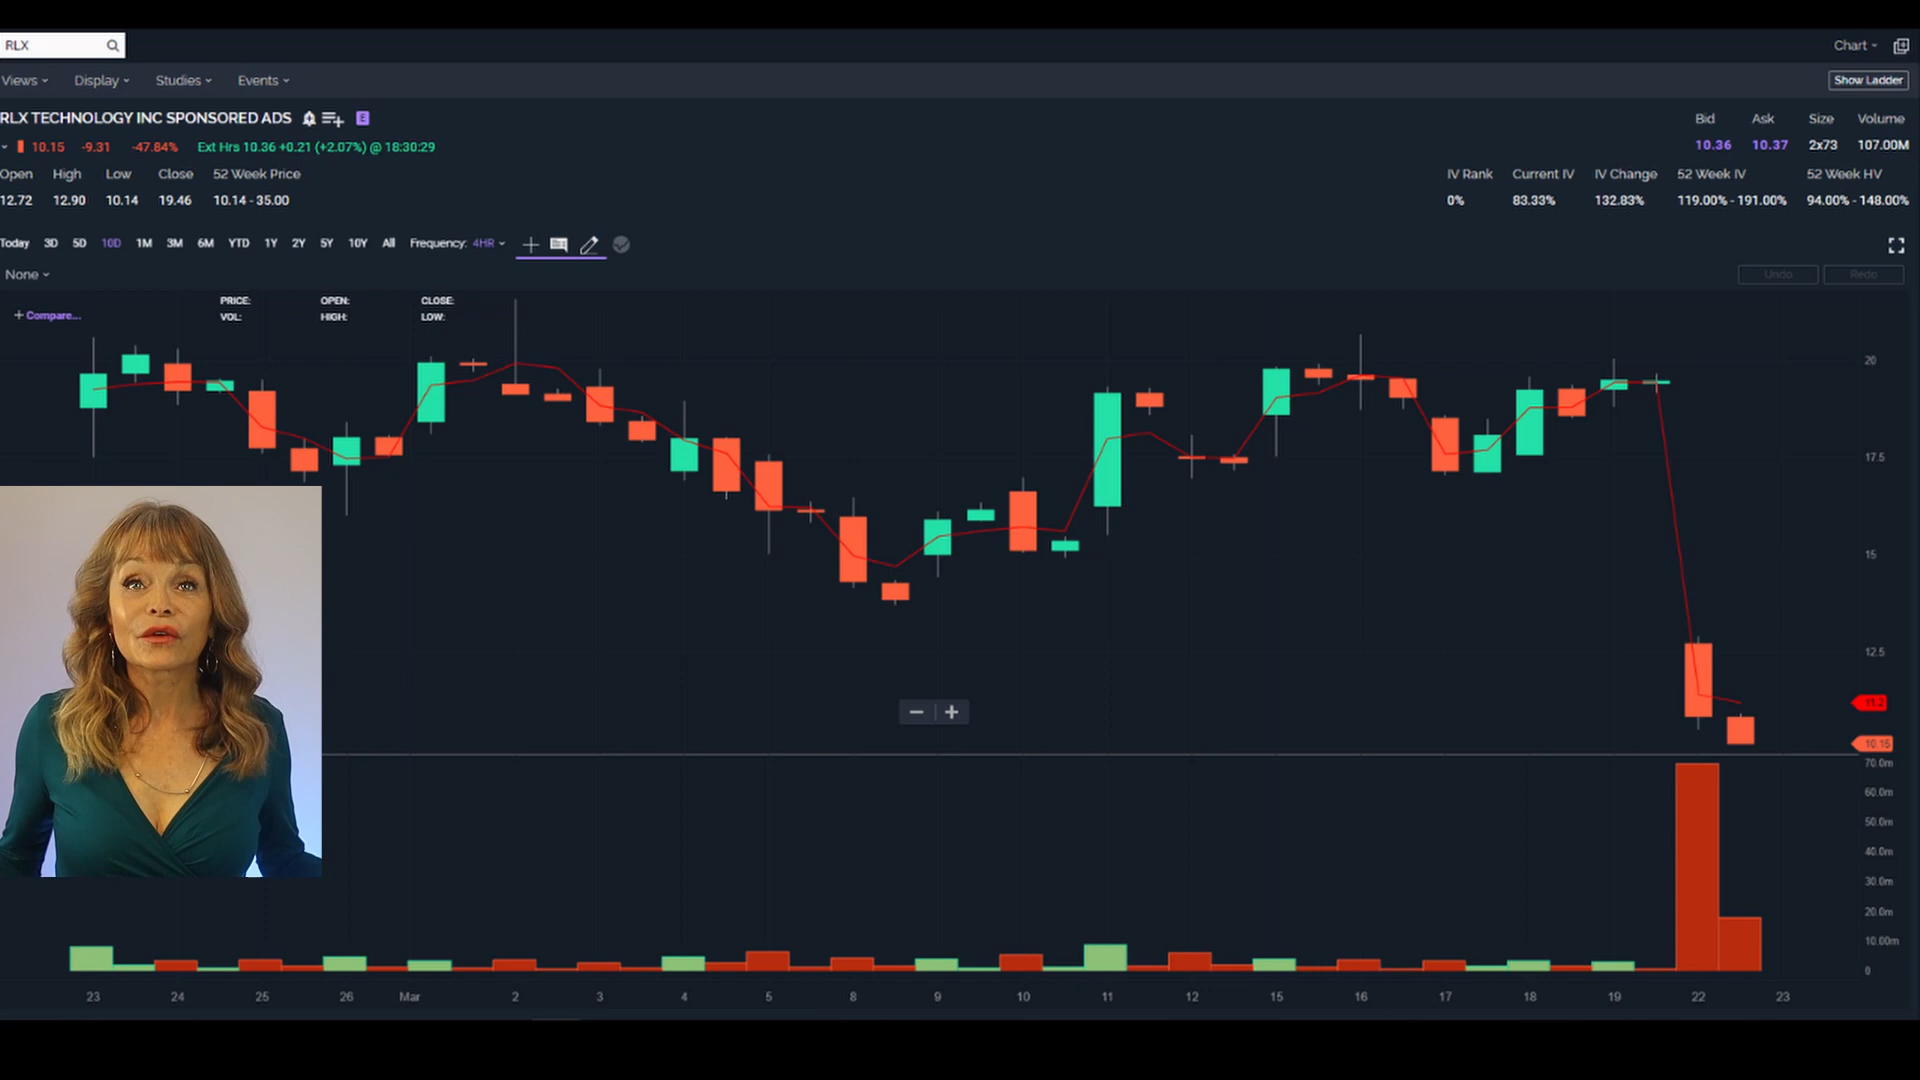 RLX
Chart
Views Display Studies Events
Show Ladder
RLX TECHNOLOGY INC SPONSORED ADS E
Bid Ask Size Volume
10.15 -9.31 -47.84% Ext Hrs 10.36 +0.21 (+2.07%) @ 18:30:29
10.36 10.37 2x73 107.00M
Open High Low Close 52 Week Price
IV Rank Current IV IV Change 52 Week IV 52 Week HV
12.72 12.90 10.14 19.46 10.14 - 35.00
0% 83.33% 132.83% 119.00% - 191.00% 94.00% - 148.00%
Today 3D 5D 10D 1M 3M 6M YTD 1Y 2Y 5Y 10Y All Frequency: 4HR
None
Undo Redo
PRICE: OPEN: CLOSE:
+ Compare...
VOL: HIGH: LOW:
20
17.5
15
12.5
11.2
10.15
70.0m
60.0m
50.0m
40.0m
30.0m
20.0m
10.00m
0
23 24 25 26 Mar 2 3 4 5 8 9 10 11 12 15 16 17 18 19 22 23